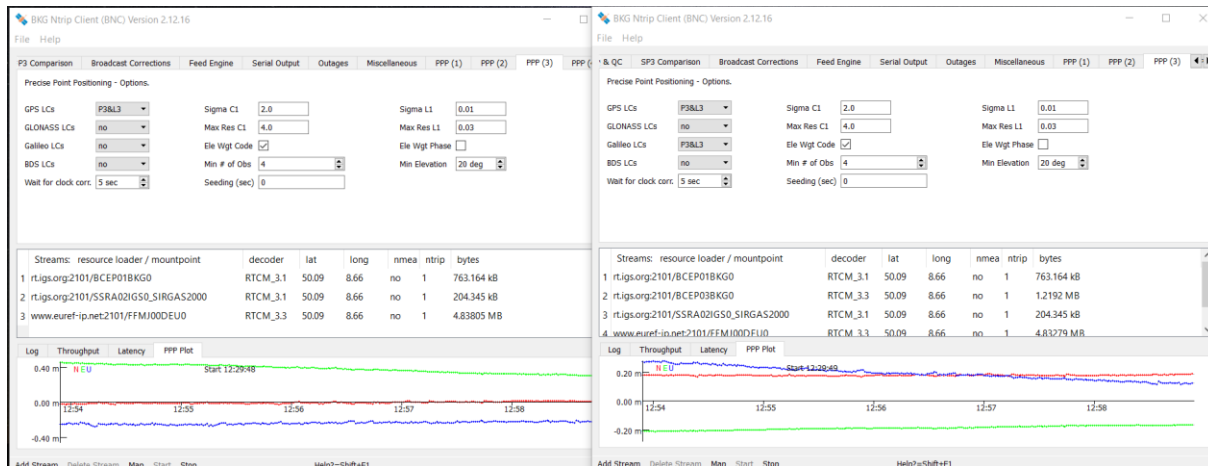 BKG Ntrip Client (BNC) Version 2.12.16
File Help
P3 Comparison Broadcast Corrections Feed Engine Serial Output Outages Miscellaneous PPP (1) PPP (2) PPP (3) PPP (
Precise Point Positioning - Options.
GPS LCs P3&L3 Sigma C1 2.0 Sigma L1 0.01
GLONASS LCs no Max Res C1 4.0 Max Res L1 0.03
Galileo LCs no Ele Wgt Code Ele Wgt Phase
BDS LCs no Min # of Obs 4 Min Elevation 20 deg
Wait for clock corr. 5 sec Seeding (sec) 0
Streams: resource loader / mountpoint decoder lat long nmea ntrip bytes
1 rt.igs.org:2101/BCEP01BKG0 RTCM_3.1 50.09 8.66 no 1 763.164 kB
2 rt.igs.org:2101/SSRA02IGS0_SIRGAS2000 RTCM_3.1 50.09 8.66 no 1 204.345 kB
3 www.euref-ip.net:2101/FFMJ00DEU0 RTCM_3.3 50.09 8.66 no 1 4.83805 MB
Log Throughput Latency PPP Plot
0.40 m N E U Start 12:29:48
0.00 m 12:54 12:55 12:56 12:57 12:58
-0.40 m
Add Stream Delete Stream Map Start Stop Help?=Shift+F1
BKG Ntrip Client (BNC) Version 2.12.16
File Help
& QC SP3 Comparison Broadcast Corrections Feed Engine Serial Output Outages Miscellaneous PPP (1) PPP (2) PPP (3)
Precise Point Positioning - Options.
GPS LCs P3&L3 Sigma C1 2.0 Sigma L1 0.01
GLONASS LCs no Max Res C1 4.0 Max Res L1 0.03
Galileo LCs P3&L3 Ele Wgt Code Ele Wgt Phase
BDS LCs no Min # of Obs 4 Min Elevation 20 deg
Wait for clock corr. 5 sec Seeding (sec) 0
Streams: resource loader / mountpoint decoder lat long nmea ntrip bytes
1 rt.igs.org:2101/BCEP01BKG0 RTCM_3.1 50.09 8.66 no 1 763.164 kB
2 rt.igs.org:2101/BCEP03BKG0 RTCM_3.3 50.09 8.66 no 1 1.2192 MB
3 rt.igs.org:2101/SSRA02IGS0_SIRGAS2000 RTCM_3.1 50.09 8.66 no 1 204.345 kB
4 www.euref-ip.net:2101/FFMJ00DEU0 RTCM_3.3 50.09 8.66 no 1 4.83279 MB
Log Throughput Latency PPP Plot
0.20 m N E U Start 12:29:49
0.00 m 12:54 12:55 12:56 12:57 12:58
-0.20 m
Add Stream Delete Stream Map Start Stop Help?=Shift+F1